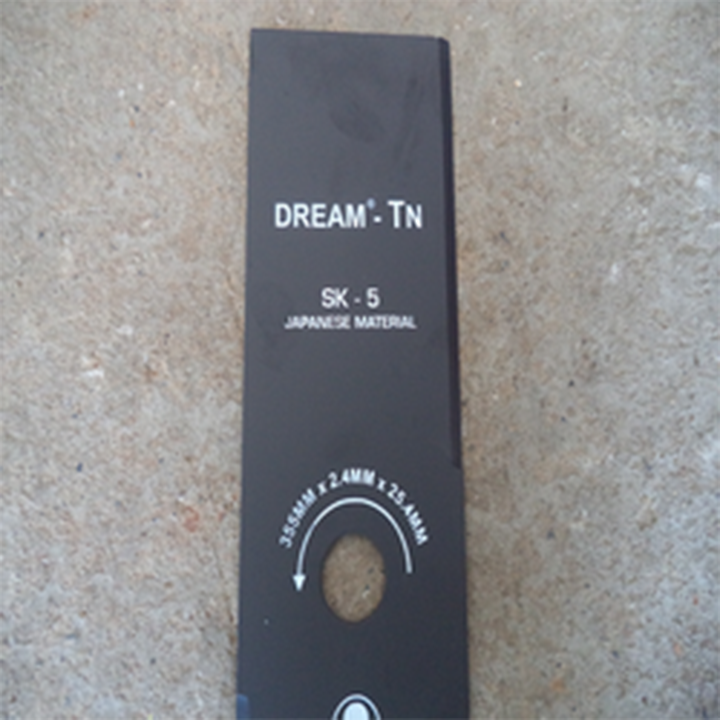 DREAM®- TN
SK - 5
JAPANESE MATERIAL
355MM x 2.4MM x 25.4MM